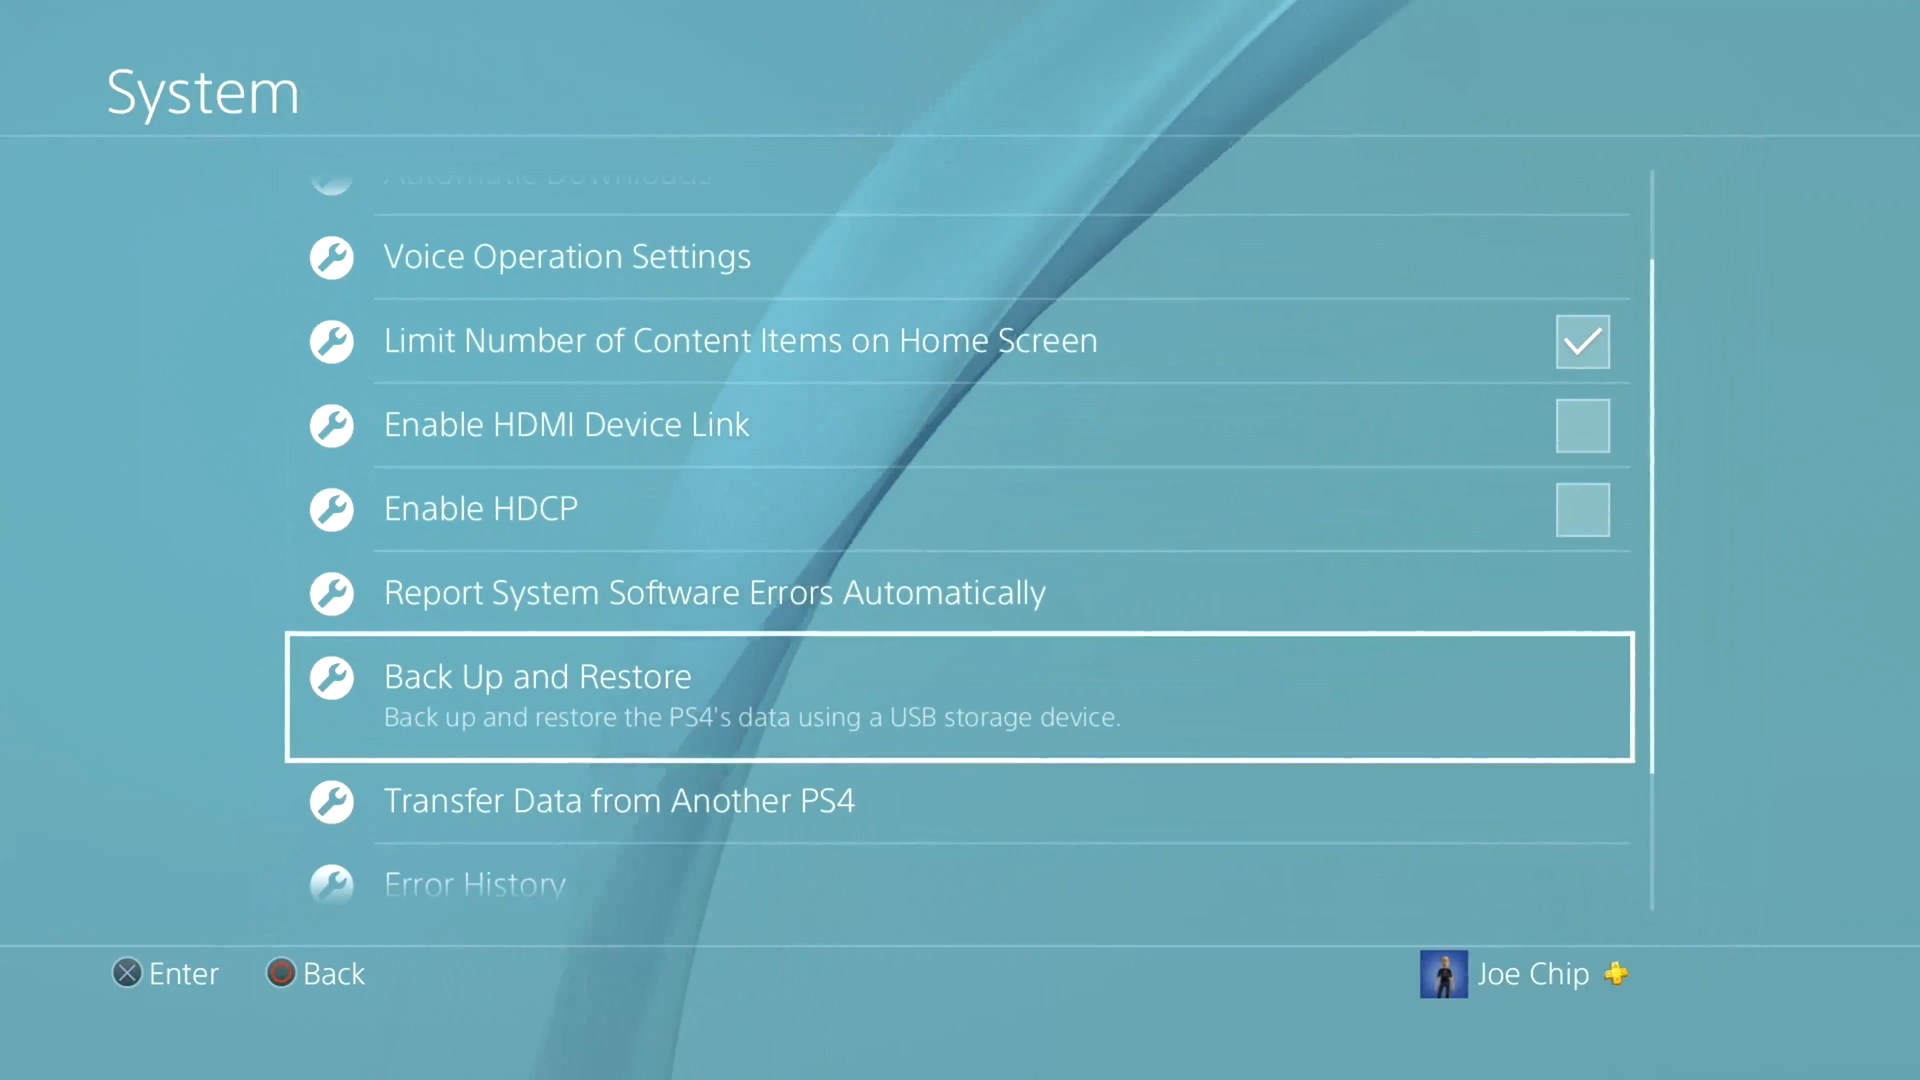 System
Automatic Downloads
Voice Operation Settings
Limit Number of Content Items on Home Screen
Enable HDMI Device Link
Enable HDCP
Report System Software Errors Automatically
Back Up and Restore
Back up and restore the PS4's data using a USB storage device.
Transfer Data from Another PS4
Error History
Enter
Back
Joe Chip